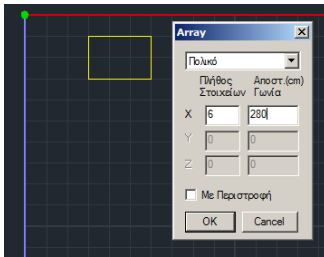 Array
Πολικό
Πλήθος Αποστ.(cm)
Στοιχείων Γωνία
X 6 280
Y 0 0
Z 0 0
Με Περιστροφή
OK Cancel